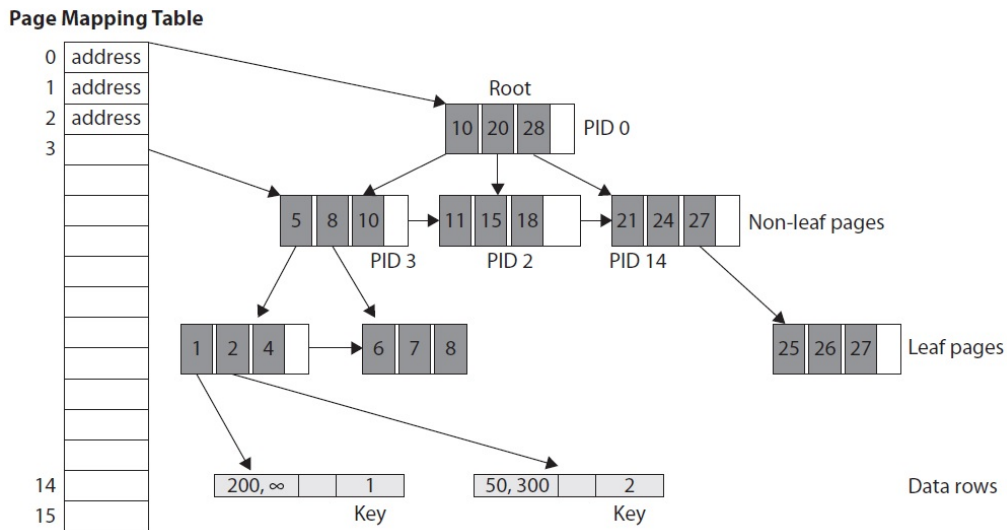 Page Mapping Table
0 address
1 address
2 address
3
Root
10 20 28 PID 0
5 8 10 11 15 18 21 24 27 Non-leaf pages
PID 3 PID 2 PID 14
1 2 4 6 7 8 25 26 27 Leaf pages
14 200, ∞ 1 50, 300 2 Data rows
15 Key Key